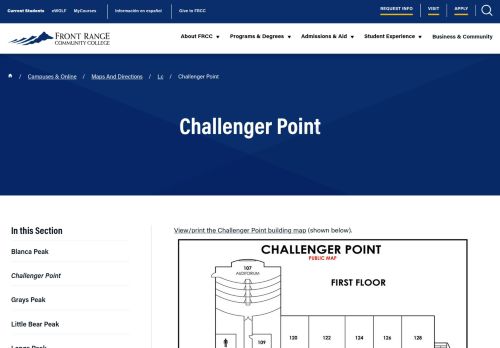 Current Students eWOLF MyCourses Información en español Give to FRCC REQUEST INFO VISIT APPLY
FRONT RANGE
COMMUNITY COLLEGE
About FRCC Programs & Degrees Admissions & Aid Student Experience Business & Community
/ Campuses & Online / Maps And Directions / Lc / Challenger Point
Challenger Point
In this Section
Blanca Peak
Challenger Point
Grays Peak
Little Bear Peak
Longs Peak
View/print the Challenger Point building map (shown below).
CHALLENGER POINT
PUBLIC MAP
107
AUDITORIUM
FIRST FLOOR
109
120 122 124 126 128